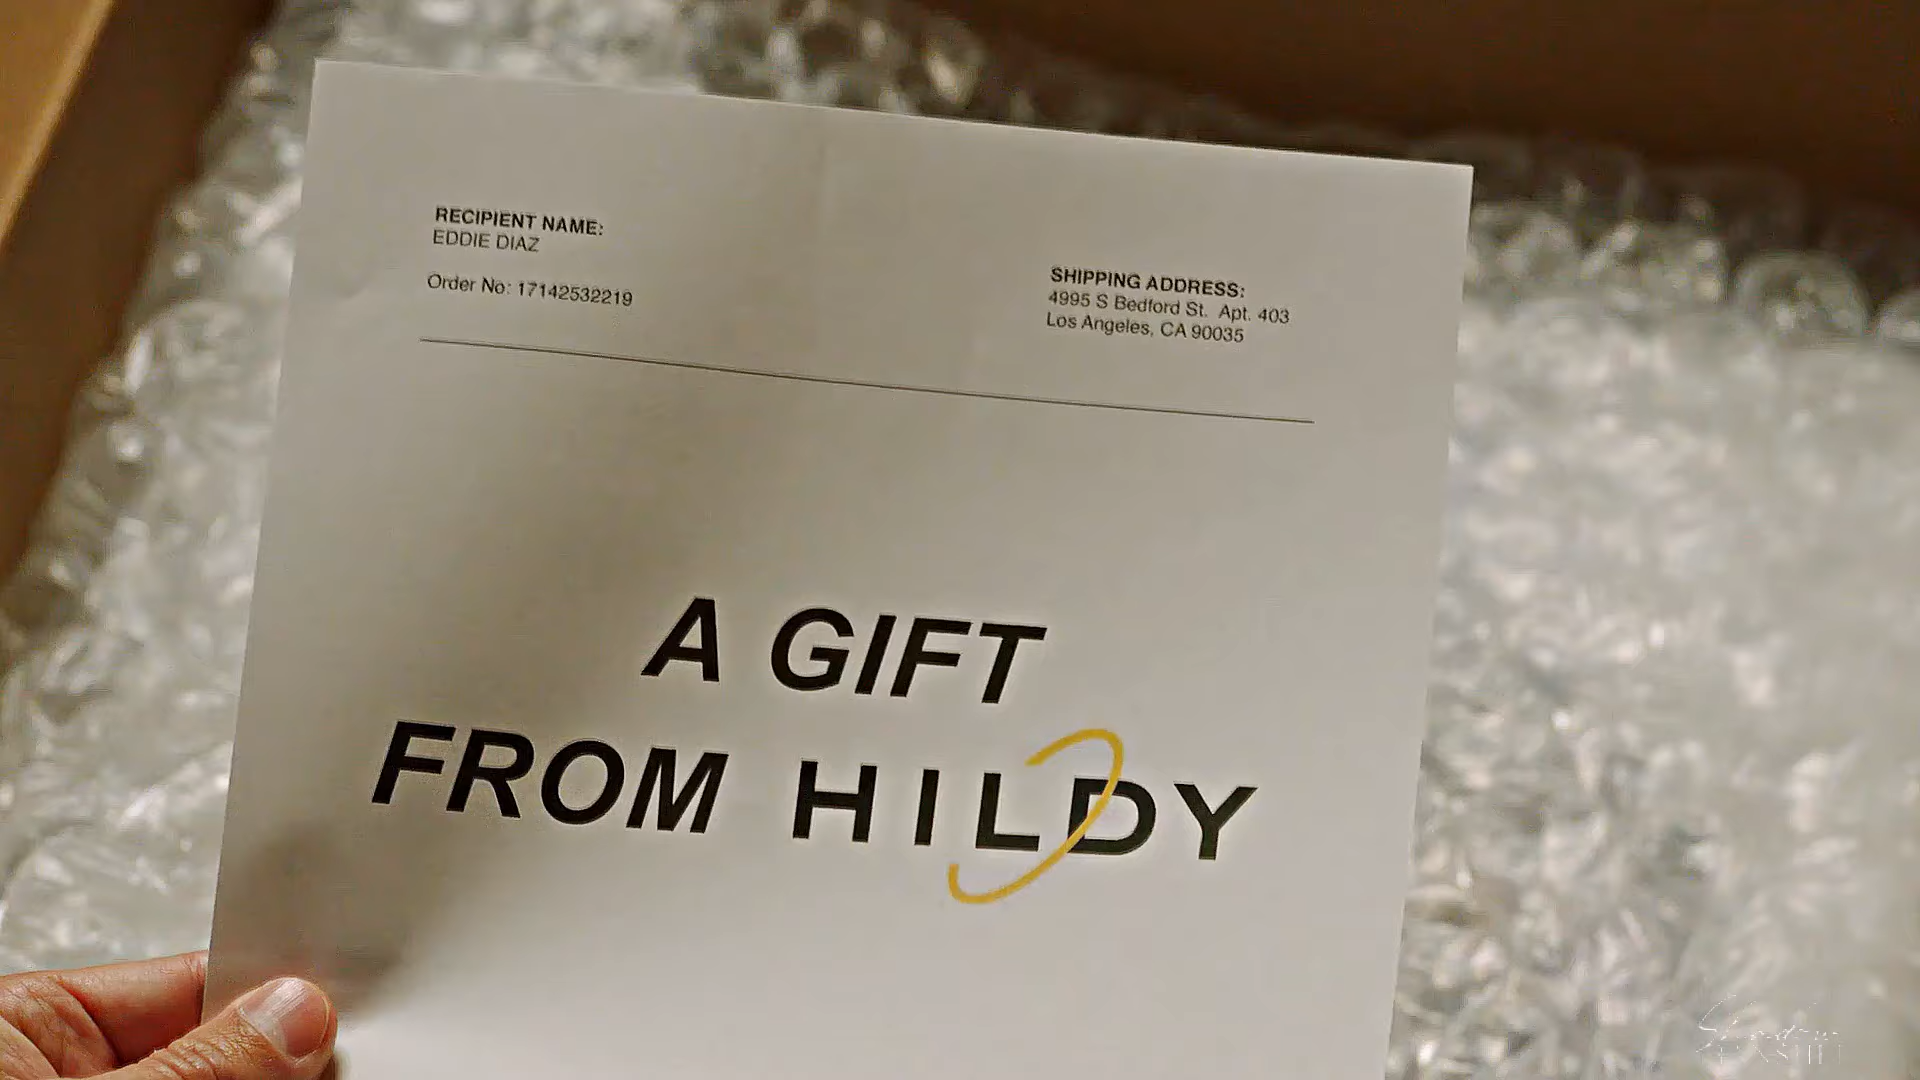 RECIPIENT NAME:
EDDIE DIAZ
Order No: 17142532219
SHIPPING ADDRESS:
4995 S Bedford St. Apt. 403
Los Angeles, CA 90035
A GIFT
FROM HILDY